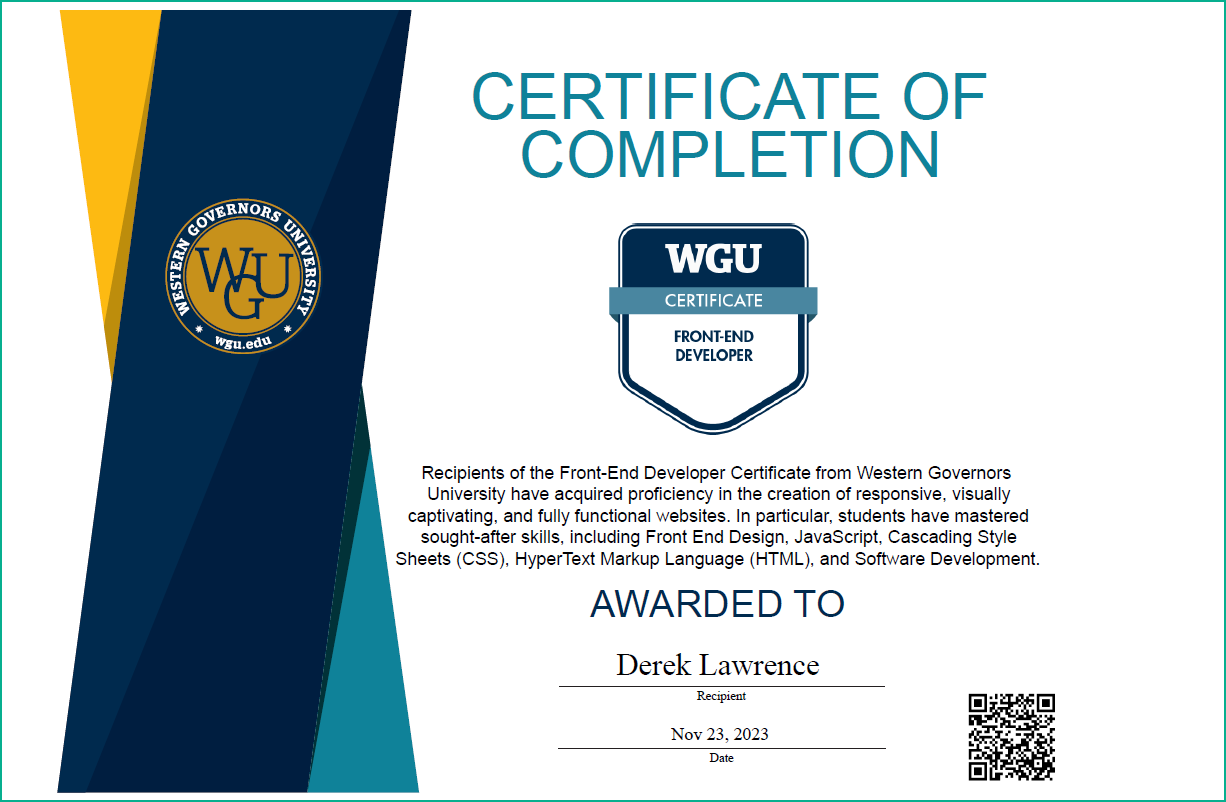 CERTIFICATE OF
COMPLETION
WESTERN GOVERNORS UNIVERSITY
WGU
wgu.edu
WGU
CERTIFICATE
FRONT-END
DEVELOPER
Recipients of the Front-End Developer Certificate from Western Governors
University have acquired proficiency in the creation of responsive, visually
captivating, and fully functional websites. In particular, students have mastered
sought-after skills, including Front End Design, JavaScript, Cascading Style
Sheets (CSS), HyperText Markup Language (HTML), and Software Development.
AWARDED TO
Derek Lawrence
Recipient
Nov 23, 2023
Date